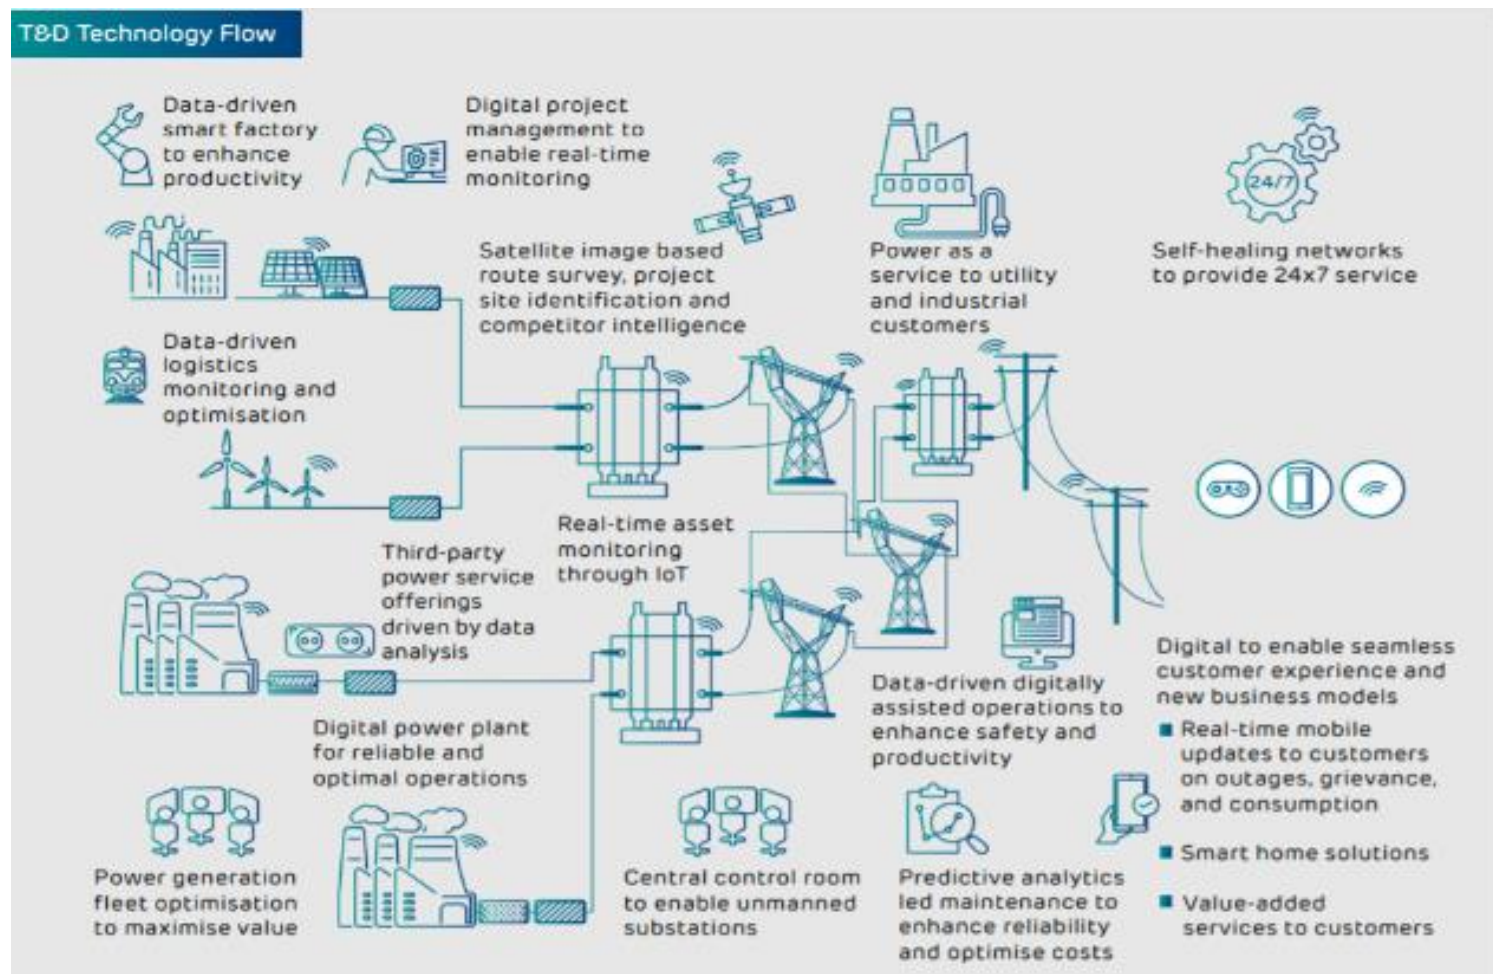 T&D Technology Flow
Data-driven
smart factory
to enhance
productivity
Digital project
management to
enable real-time
monitoring
Satellite image based
route survey, project
site identification and
competitor intelligence
Power as a
service to utility
and industrial
customers
24/7
Self-healing networks
to provide 24x7 service
Data-driven
logistics
monitoring and
optimisation
Real-time asset
monitoring
through IoT
Third-party
power service
offerings
driven by data
analysis
Digital power plant
for reliable and
optimal operations
Data-driven digitally
assisted operations to
enhance safety and
productivity
Digital to enable seamless
customer experience and
new business models
Real-time mobile
updates to customers
on outages, grievance,
and consumption
Smart home solutions
Value-added
services to customers
Power generation
fleet optimisation
to maximise value
Central control room
to enable unmanned
substations
Predictive analytics
led maintenance to
enhance reliability
and optimise costs